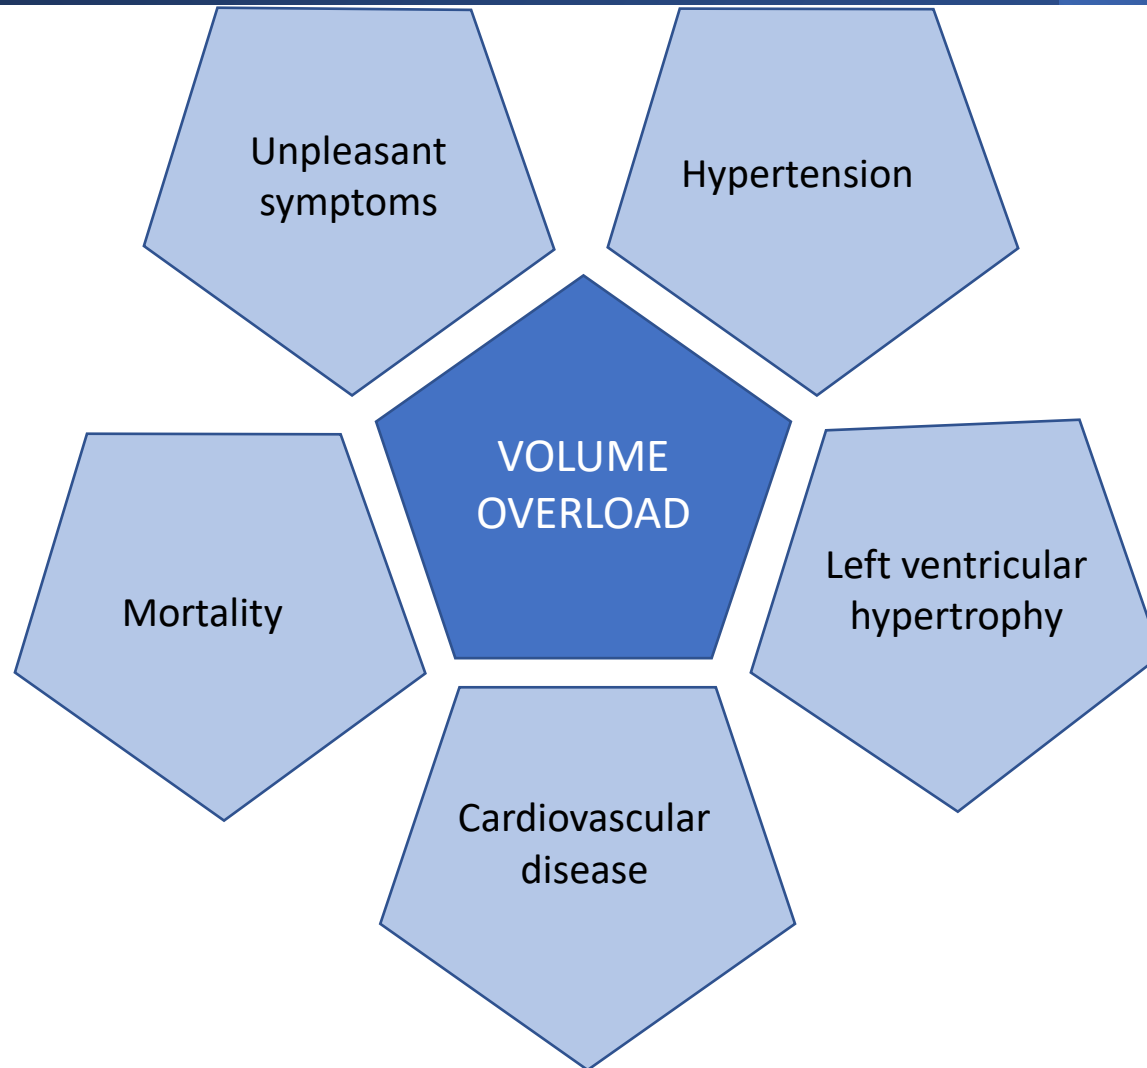 Unpleasant
symptoms
Hypertension
VOLUME
OVERLOAD
Left ventricular
hypertrophy
Mortality
Cardiovascular
disease